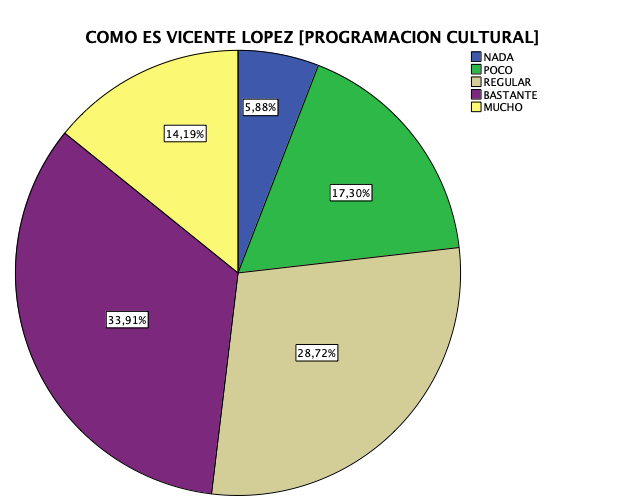 COMO ES VICENTE LOPEZ [PROGRAMACION CULTURAL]
NADA
POCO
REGULAR
BASTANTE
MUCHO
5,88%
14,19%
17,30%
33,91%
28,72%